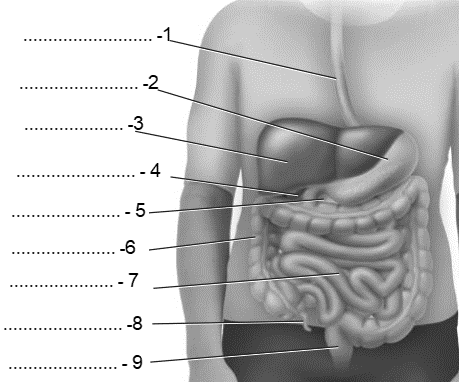 ........................... -1
......................... -2
..................... -3
......................... - 4
....................... - 5
...................... -6
...................... - 7
......................... -8
....................... - 9